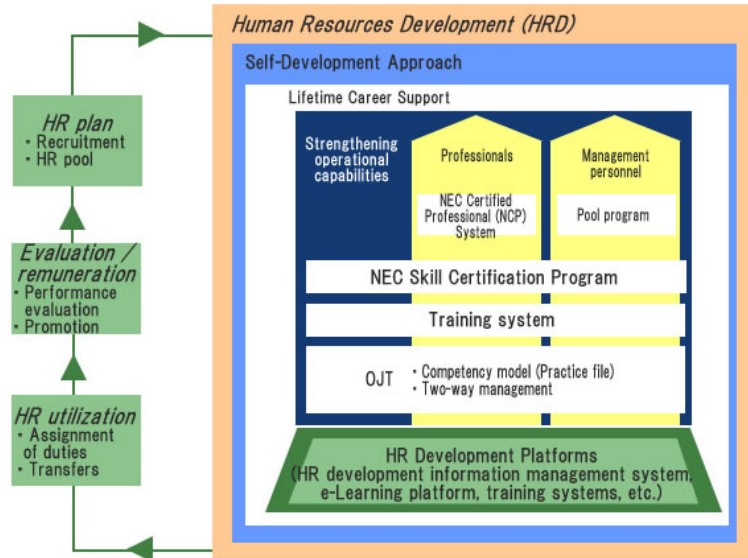 Human Resources Development (HRD)
Self-Development Approach
Lifetime Career Support
Strengthening
operational
capabilities
Professionals
NEC Certified
Professional (NCP)
System
Management
personnel
Pool program
NEC Skill Certification Program
Training system
OJT
・Competency model (Practice file)
・Two-way management
HR Development Platforms
(HR development information management system,
e-Learning platform, training systems, etc.)
HR plan
・Recruitment
・HR pool
Evaluation /
remuneration
・Performance
evaluation
・Promotion
HR utilization
・Assignment
of duties
・Transfers